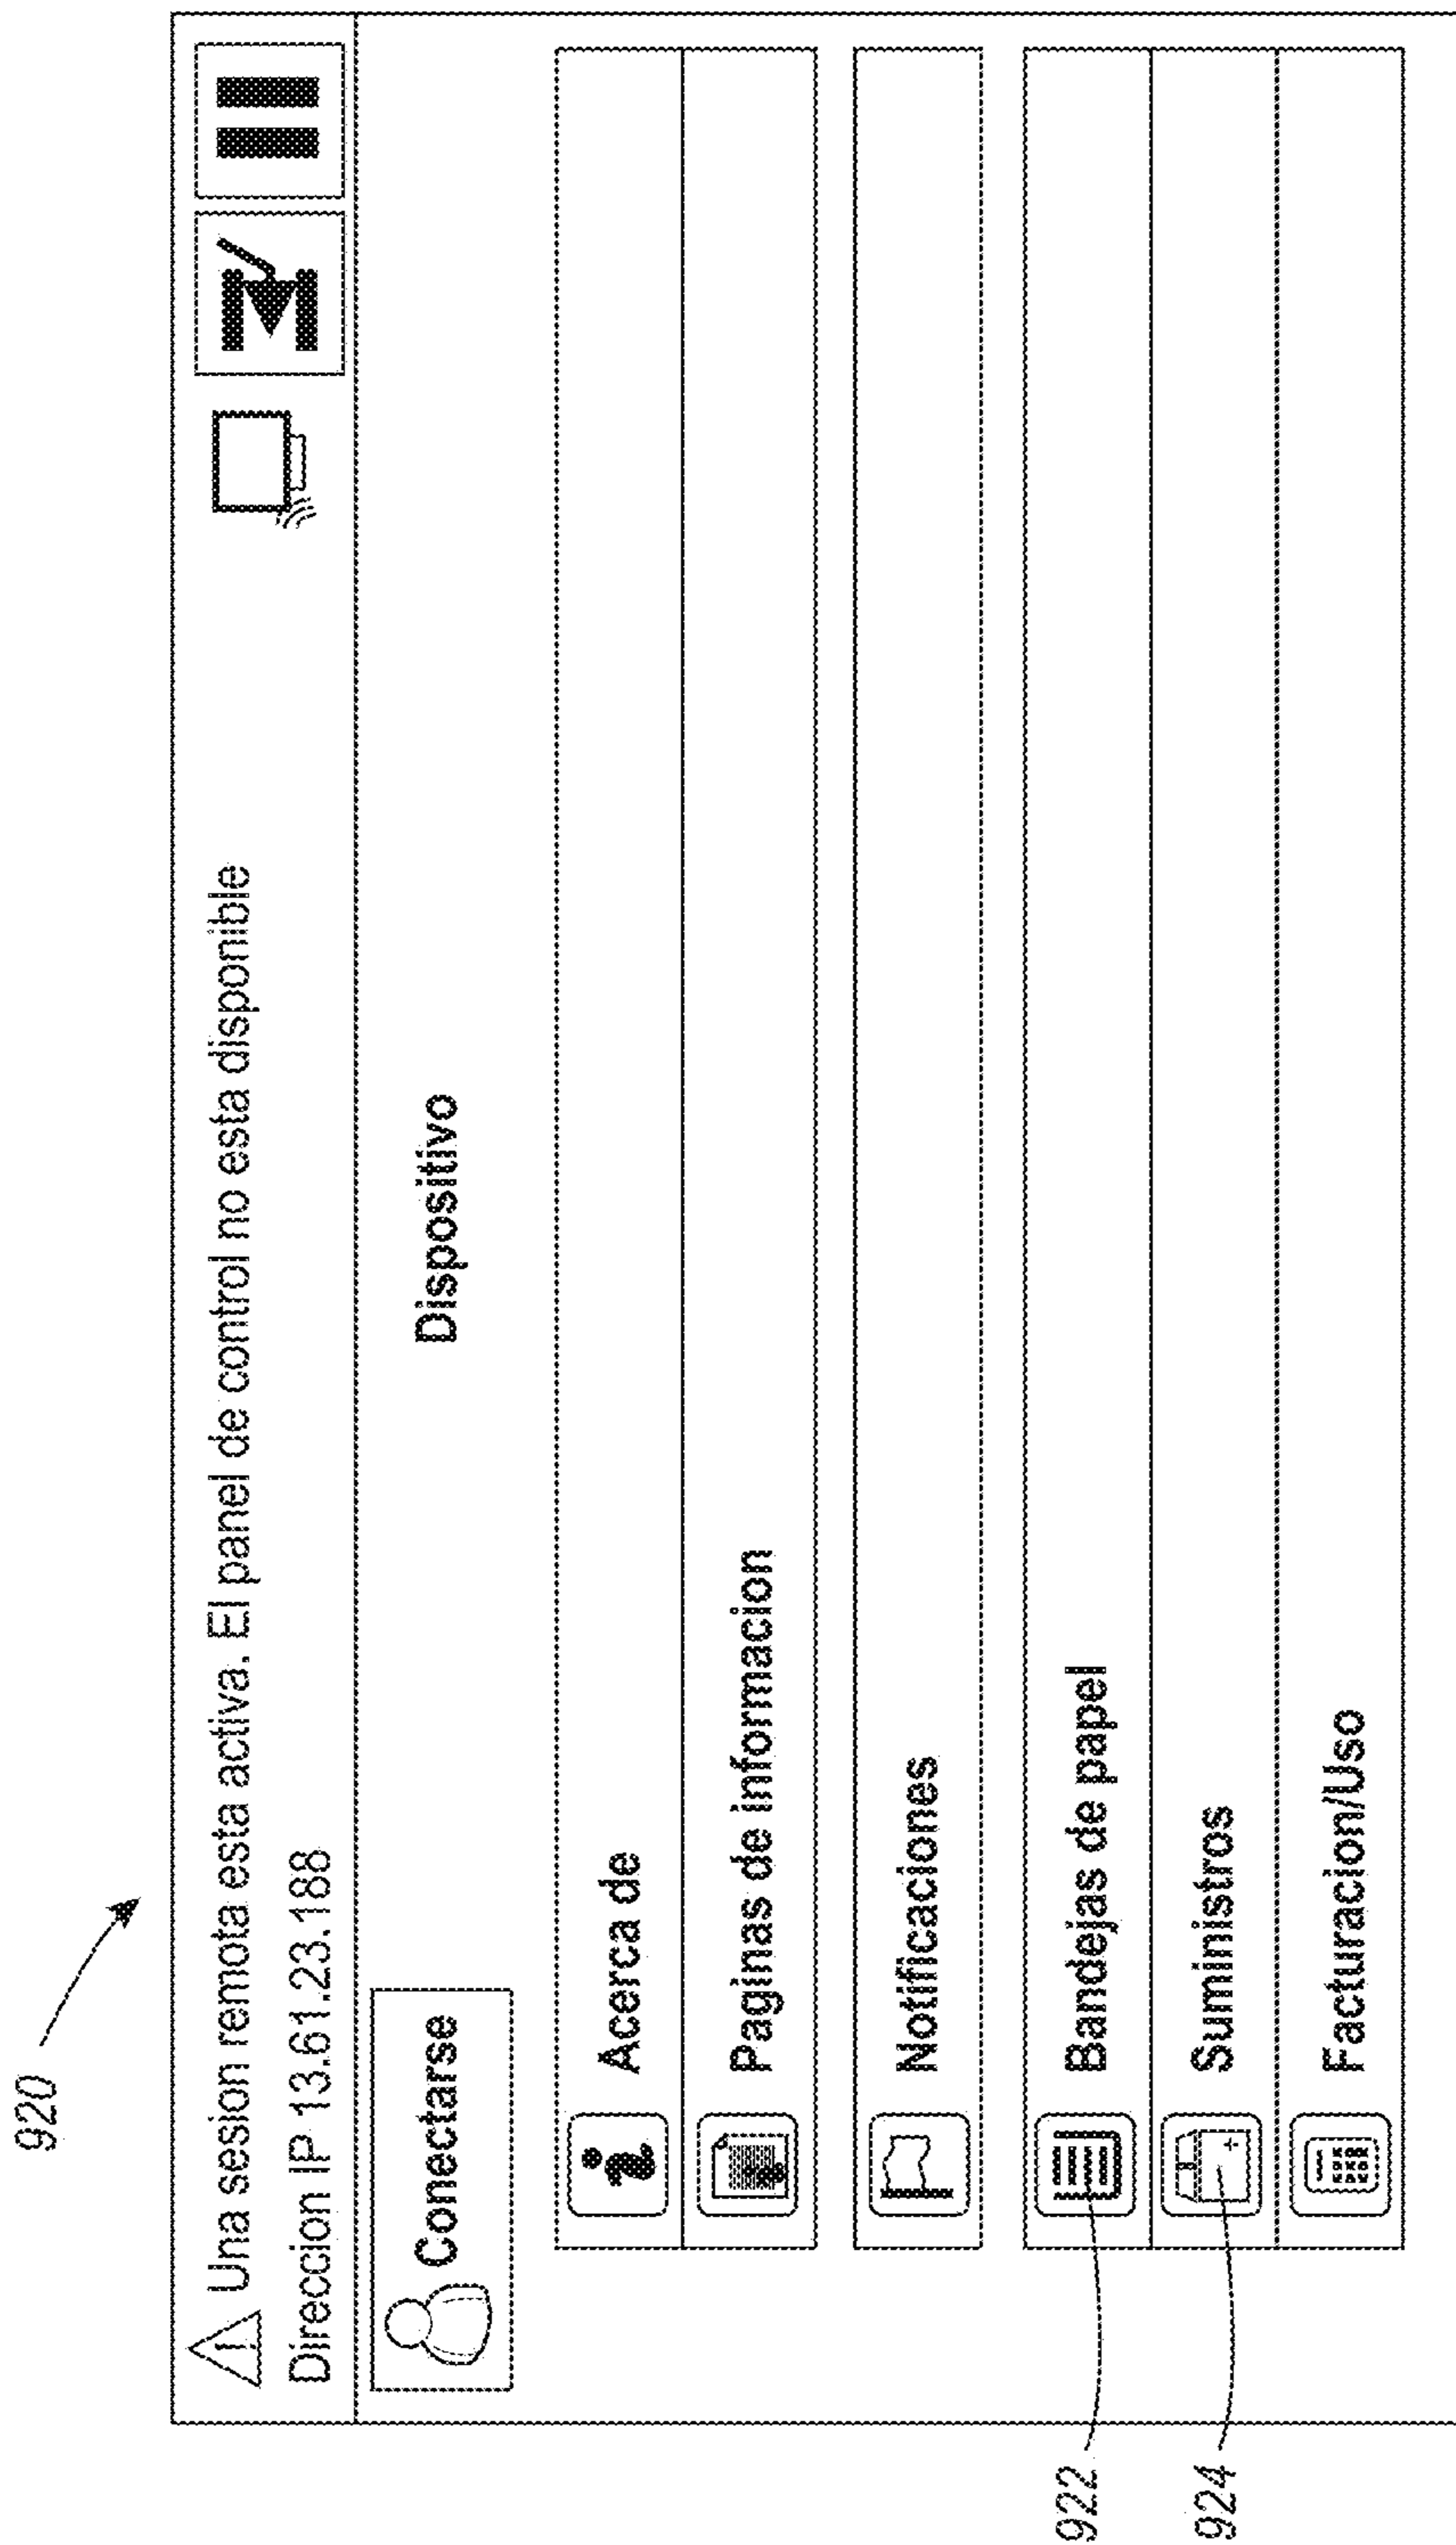 920
Una sesion remota esta activa. El panel de control no esta disponible
Direccion IP 13.61.23.188
Conectarse
Dispositivo
Acerca de
Paginas de informacion
Notificaciones
922
Bandejas de papel
924
Suministros
Facturacion/Uso